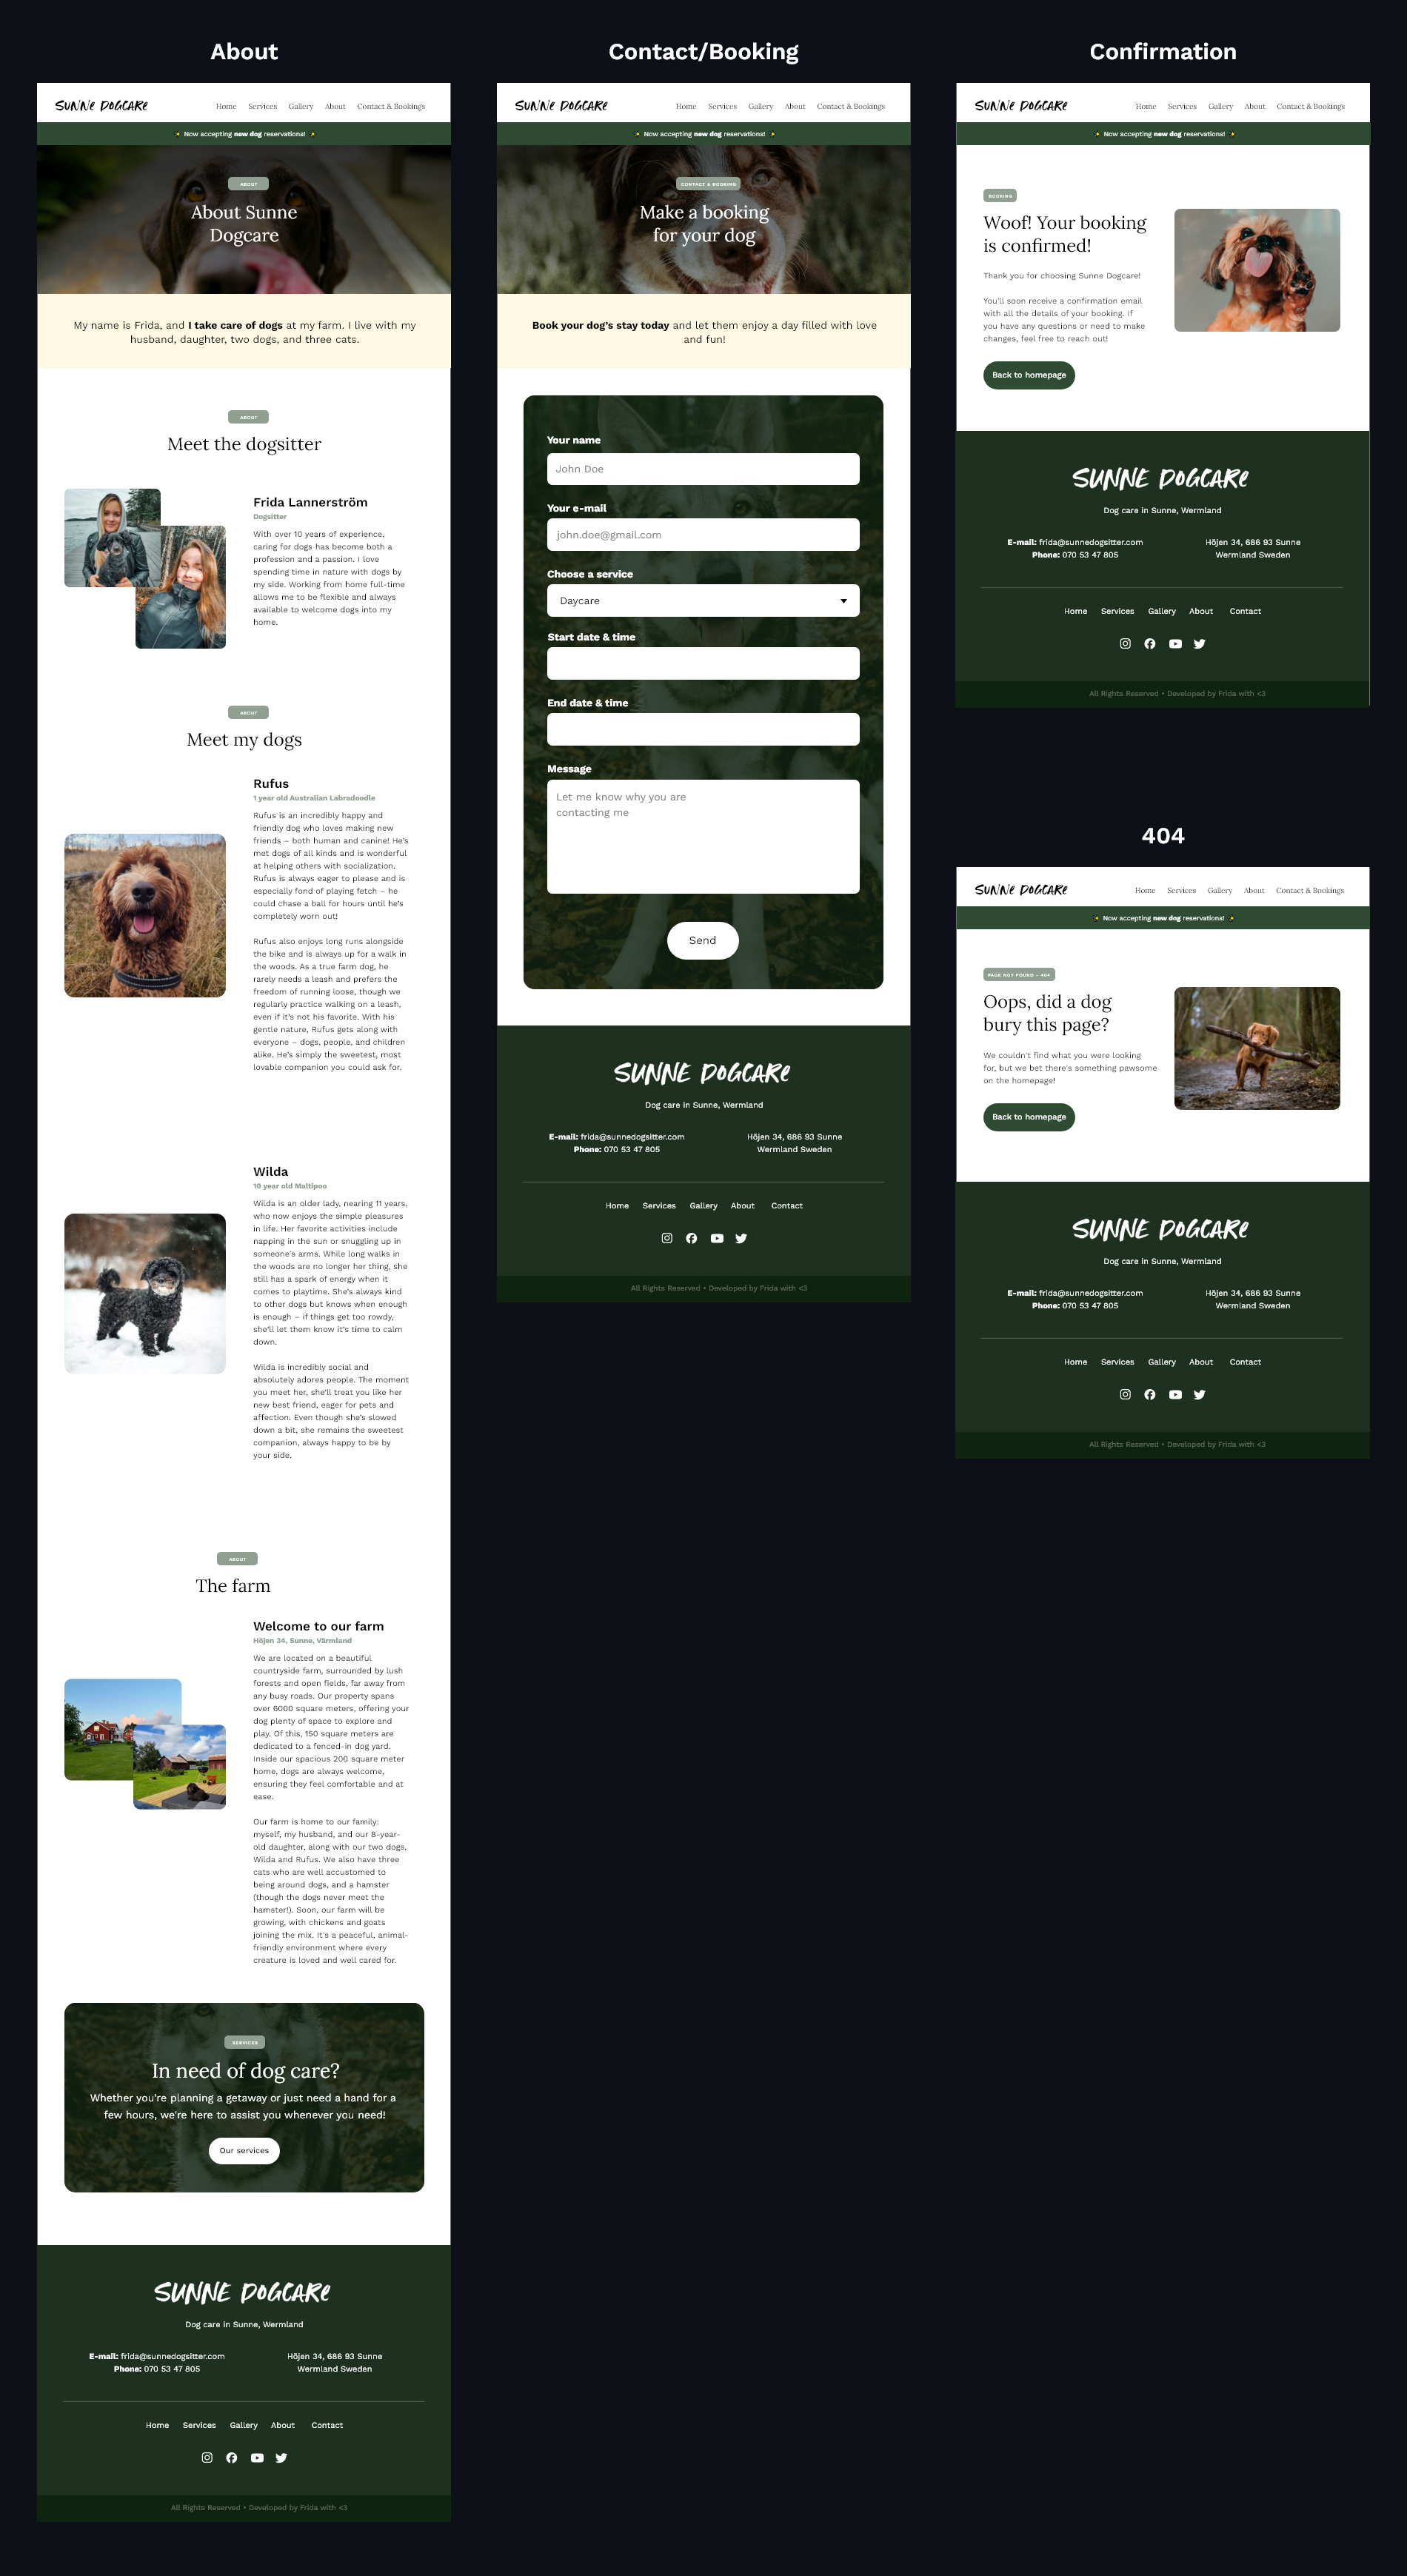 About
SUNNE DOGCARE
Home Services Gallery About Contact & Bookings
Now accepting new dog reservations!
ABOUT
About Sunne
Dogcare
My name is Frida, and I take care of dogs at my farm. I live with my
husband, daughter, two dogs, and three cats.
ABOUT
Meet the dogsitter
Frida Lannerström
Dogsitter
With over 10 years of experience,
caring for dogs has become both a
profession and a passion. I love
spending time in nature with dogs by
my side. Working from home full-time
allows me to be flexible and always
available to welcome dogs into my
home.
ABOUT
Meet my dogs
Rufus
1 year old Australian Labradoodle
Rufus is an incredibly happy and
friendly dog who loves making new
friends – both human and canine! He's
met dogs of all kinds and is wonderful
at helping others with socialization.
Rufus is always eager to please and is
especially fond of playing fetch – he
could chase a ball for hours until he's
completely worn out!
Rufus also enjoys long runs alongside
the bike and is always up for a walk in
the woods. As a true farm dog, he
rarely needs a leash and prefers the
freedom of running loose, though we
regularly practice walking on a leash,
even if it's not his favorite. With his
gentle nature, Rufus gets along with
everyone – dogs, people, and children
alike. He's simply the sweetest, most
lovable companion you could ask for.
Wilda
10 year old Maltipoo
Wilda is an older lady, nearing 11 years,
who now enjoys the simple pleasures
in life. Her favorite activities include
napping in the sun or snuggling up in
someone's arms. While long walks in
the woods are no longer her thing, she
still has a spark of energy when it
comes to playtime. She's always kind
to other dogs but knows when enough
is enough – if things get too rowdy,
she'll let them know it's time to calm
down.
Wilda is incredibly social and
absolutely adores people. The moment
you meet her, she'll treat you like her
new best friend, eager for pets and
affection. Even though she's slowed
down a bit, she remains the sweetest
companion, always happy to be by
your side.
ABOUT
The farm
Welcome to our farm
Höjen 34, Sunne, Värmland
We are located on a beautiful
countryside farm, surrounded by lush
forests and open fields, far away from
any busy roads. Our property spans
over 6000 square meters, offering your
dog plenty of space to explore and
play. Of this, 150 square meters are
dedicated to a fenced-in dog yard.
Inside our spacious 200 square meter
home, dogs are always welcome,
ensuring they feel comfortable and at
ease.
Our farm is home to our family:
myself, my husband, and our 8-year-
old daughter, along with our two dogs,
Wilda and Rufus. We also have three
cats who are well accustomed to
being around dogs, and a hamster
(though the dogs never meet the
hamster!). Soon, our farm will be
growing, with chickens and goats
joining the mix. It's a peaceful, animal-
friendly environment where every
creature is loved and well cared for.
SERVICES
In need of dog care?
Whether you're planning a getaway or just need a hand for a
few hours, we're here to assist you whenever you need!
Our services
SUNNE DOGCARE
Dog care in Sunne, Wermland
E-mail: frida@sunnedogsitter.com
Phone: 070 53 47 805
Höjen 34, 686 93 Sunne
Wermland Sweden
Home Services Gallery About Contact
All Rights Reserved • Developed by Frida with <3
Contact/Booking
SUNNE DOGCARE
Home Services Gallery About Contact & Bookings
Now accepting new dog reservations!
CONTACT & BOOKING
Make a booking
for your dog
Book your dog's stay today and let them enjoy a day filled with love
and fun!
Your name
John Doe
Your e-mail
john.doe@gmail.com
Choose a service
Daycare
Start date & time
End date & time
Message
Let me know why you are
contacting me
Send
SUNNE DOGCARE
Dog care in Sunne, Wermland
E-mail: frida@sunnedogsitter.com
Phone: 070 53 47 805
Höjen 34, 686 93 Sunne
Wermland Sweden
Home Services Gallery About Contact
All Rights Reserved • Developed by Frida with <3
Confirmation
SUNNE DOGCARE
Home Services Gallery About Contact & Bookings
Now accepting new dog reservations!
BOOKING
Woof! Your booking
is confirmed!
Thank you for choosing Sunne Dogcare!
You'll soon receive a confirmation email
with all the details of your booking. If
you have any questions or need to make
changes, feel free to reach out!
Back to homepage
SUNNE DOGCARE
Dog care in Sunne, Wermland
E-mail: frida@sunnedogsitter.com
Phone: 070 53 47 805
Höjen 34, 686 93 Sunne
Wermland Sweden
Home Services Gallery About Contact
All Rights Reserved • Developed by Frida with <3
404
SUNNE DOGCARE
Home Services Gallery About Contact & Bookings
Now accepting new dog reservations!
PAGE NOT FOUND – 404
Oops, did a dog
bury this page?
We couldn't find what you were looking
for, but we bet there's something pawsome
on the homepage!
Back to homepage
SUNNE DOGCARE
Dog care in Sunne, Wermland
E-mail: frida@sunnedogsitter.com
Phone: 070 53 47 805
Höjen 34, 686 93 Sunne
Wermland Sweden
Home Services Gallery About Contact
All Rights Reserved • Developed by Frida with <3